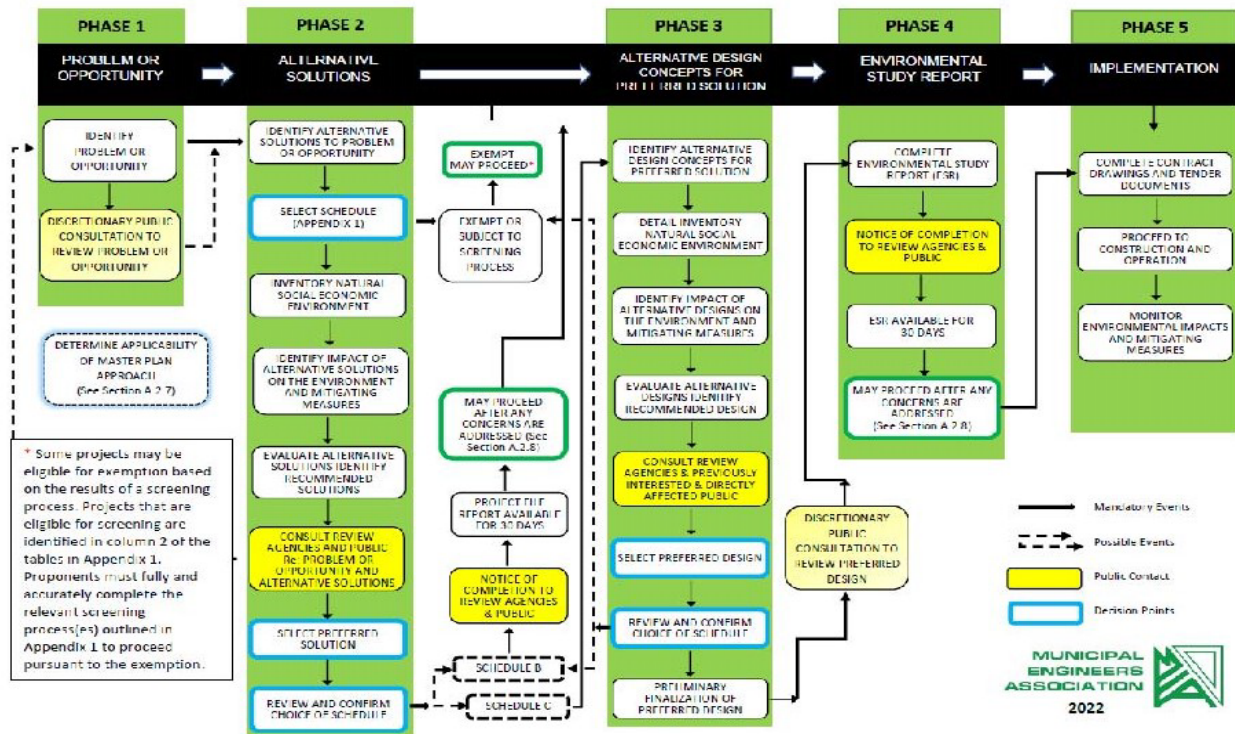 PHASE 1
PROBLEM OR
OPPORTUNITY
IDENTIFY
PROBLEM OR
OPPORTUNITY
DISCRETIONARY PUBLIC
CONSULTATION TO
REVIEW PROBLEM OR
OPPORTUNITY
DETERMINE APPLICABILITY
OF MASTER PLAN
APPROACH
(See Section A.2.7)
* Some projects may be
eligible for exemption based
on the results of a screening
process. Projects that are
eligible for screening are
identified in column 2 of the
tables in Appendix 1.
Proponents must fully and
accurately complete the
relevant screening
process(es) outlined in
Appendix 1 to proceed
pursuant to the exemption.
PHASE 2
ALTERNATIVE
SOLUTIONS
IDENTIFY ALTERNATIVE
SOLUTIONS TO PROBLEM
OR OPPORTUNITY
SELECT SCHEDULE
(APPENDIX 1)
INVENTORY NATURAL
SOCIAL ECONOMIC
ENVIRONMENT
IDENTIFY IMPACT OF
ALTERNATIVE SOLUTIONS
ON THE ENVIRONMENT
AND MITIGATING
MEASURES
EVALUATE ALTERNATIVE
SOLUTIONS IDENTIFY
RECOMMENDED
SOLUTIONS
CONSULT REVIEW
AGENCIES AND PUBLIC
Re: PROBLEM OR
OPPORTUNITY AND
ALTERNATIVE SOLUTIONS
SELECT PREFERRED
SOLUTION
REVIEW AND CONFIRM
CHOICE OF SCHEDULE
EXEMPT
MAY PROCEED*
EXEMPT OR
SUBJECT TO
SCREENING
PROCESS
MAY PROCEED
AFTER ANY
CONCERNS ARE
ADDRESSED (See
Section A.2.8)
PROJECT FILE
REPORT AVAILABLE
FOR 30 DAYS
NOTICE OF
COMPLETION TO
REVIEW AGENCIES
& PUBLIC
SCHEDULE B
SCHEDULE C
PHASE 3
ALTERNATIVE DESIGN
CONCEPTS FOR
PREFERRED SOLUTION
IDENTIFY ALTERNATIVE
DESIGN CONCEPTS FOR
PREFERRED SOLUTION
DETAIL INVENTORY
NATURAL SOCIAL
ECONOMIC ENVIRONMENT
IDENTIFY IMPACT OF
ALTERNATIVE DESIGNS ON
THE ENVIRONMENT AND
MITIGATING MEASURES
EVALUATE ALTERNATIVE
DESIGNS IDENTIFY
RECOMMENDED DESIGN
CONSULT REVIEW
AGENCIES & PREVIOUSLY
INTERESTED & DIRECTLY
AFFECTED PUBLIC
SELECT PREFERRED DESIGN
REVIEW AND CONFIRM
CHOICE OF SCHEDULE
PRELIMINARY
FINALIZATION OF
PREFERRED DESIGN
DISCRETIONARY
PUBLIC
CONSULTATION TO
REVIEW PREFERRED
DESIGN
PHASE 4
ENVIRONMENTAL
STUDY REPORT
COMPLETE
ENVIRONMENTAL STUDY
REPORT (ESR)
NOTICE OF COMPLETION
TO REVIEW AGENCIES &
PUBLIC
ESR AVAILABLE FOR
30 DAYS
MAY PROCEED AFTER ANY
CONCERNS ARE
ADDRESSED
(See Section A.2.8)
PHASE 5
IMPLEMENTATION
COMPLETE CONTRACT
DRAWINGS AND TENDER
DOCUMENTS
PROCEED TO
CONSTRUCTION AND
OPERATION
MONITOR
ENVIRONMENTAL IMPACTS
AND MITIGATING
MEASURES
Mandatory Events
Possible Events
Public Contact
Decision Points
MUNICIPAL
ENGINEERS
ASSOCIATION
2022